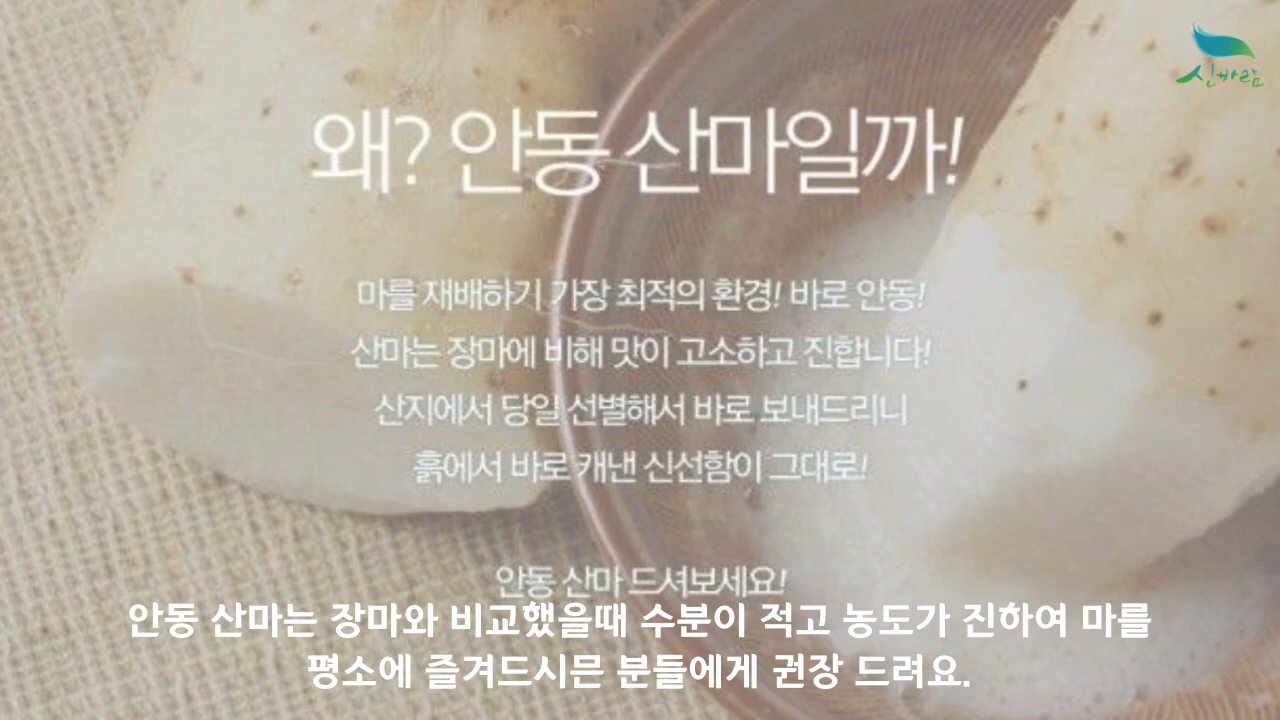 신바람
왜? 안동 산마일까!
마를 재배하기 가장 최적의 환경! 바로 안동!
산마는 장마에 비해 맛이 고소하고 진합니다!
산지에서 당일 선별해서 바로 보내드리니
흙에서 바로 캐낸 신선함이 그대로!
안동 산마 드셔보세요!
안동 산마는 장마와 비교했을때 수분이 적고 농도가 진하여 마를
평소에 즐겨드시믄 분들에게 권장 드려요.